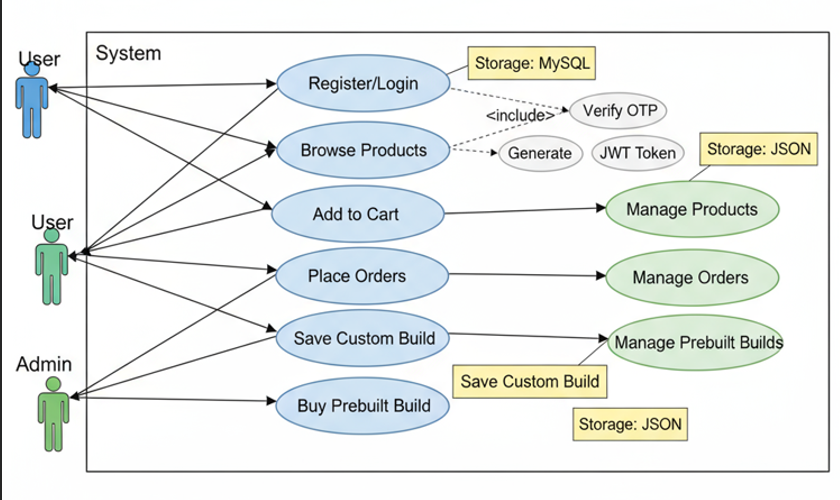 User
System
Register/Login
Storage: MySQL
<include>
Verify OTP
Browse Products
Generate
JWT Token
Storage: JSON
User
Add to Cart
Manage Products
Place Orders
Manage Orders
Save Custom Build
Manage Prebuilt Builds
Admin
Save Custom Build
Buy Prebuilt Build
Storage: JSON